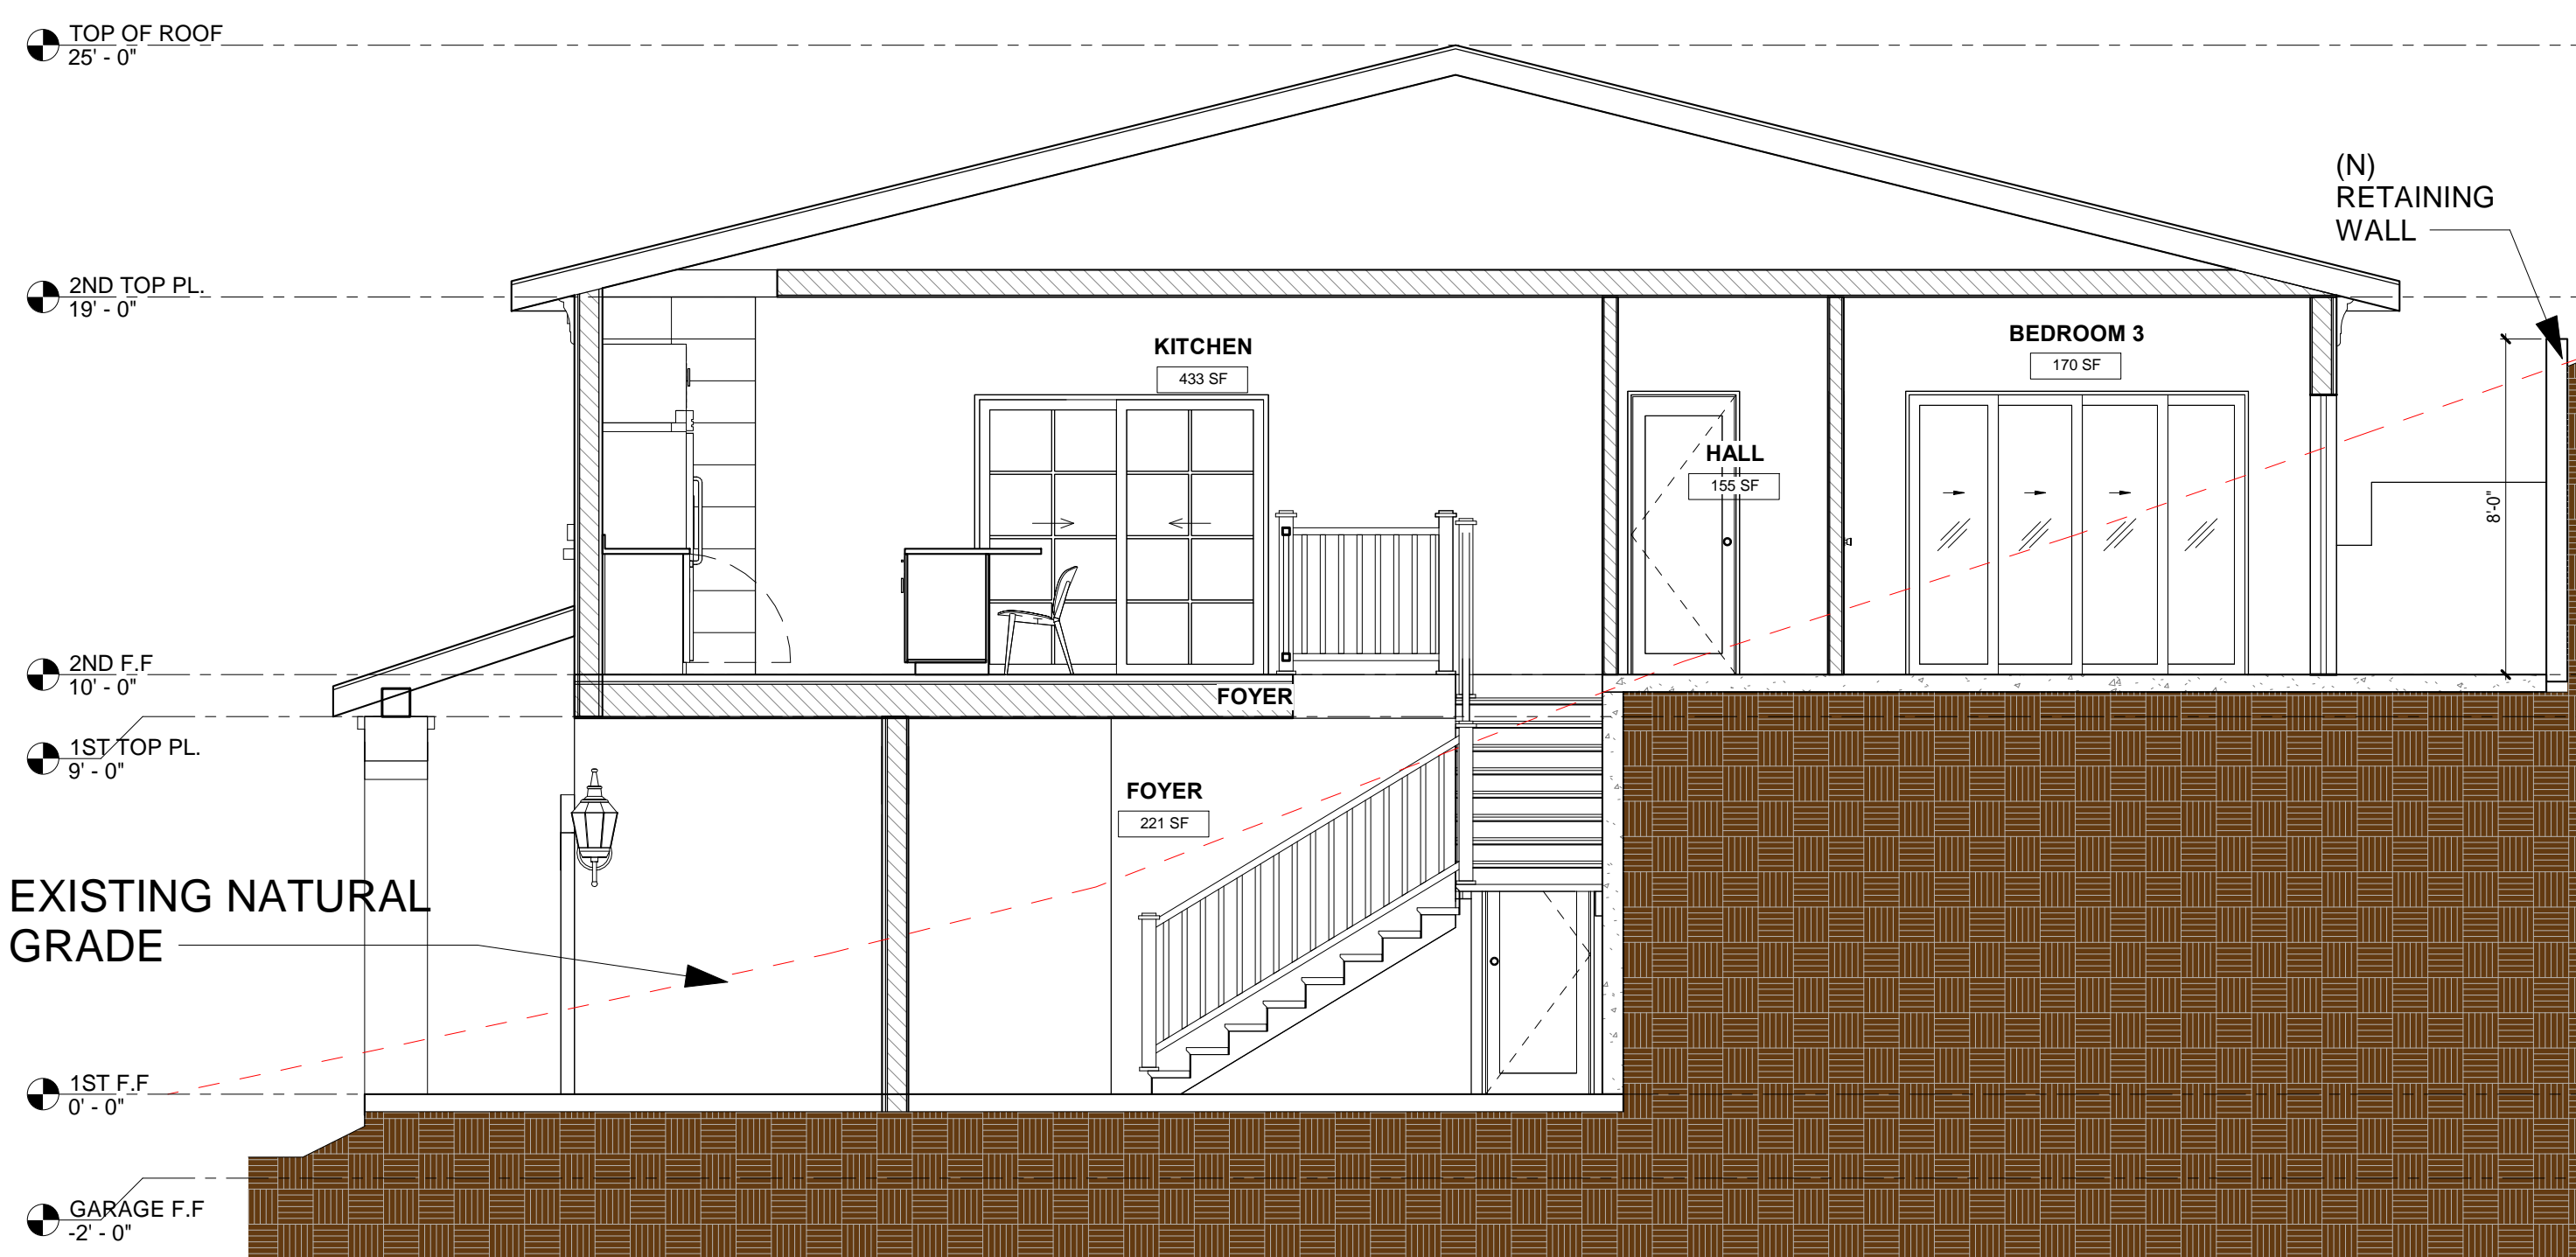 TOP OF ROOF
25' - 0"
(N)
RETAINING
WALL
2ND TOP PL.
19' - 0"
KITCHEN
433 SF
BEDROOM 3
170 SF
HALL
155 SF
8'-0"
2ND F.F
10' - 0"
FOYER
1ST TOP PL.
9' - 0"
FOYER
221 SF
EXISTING NATURAL
GRADE
1ST F.F
0' - 0"
GARAGE F.F
-2' - 0"